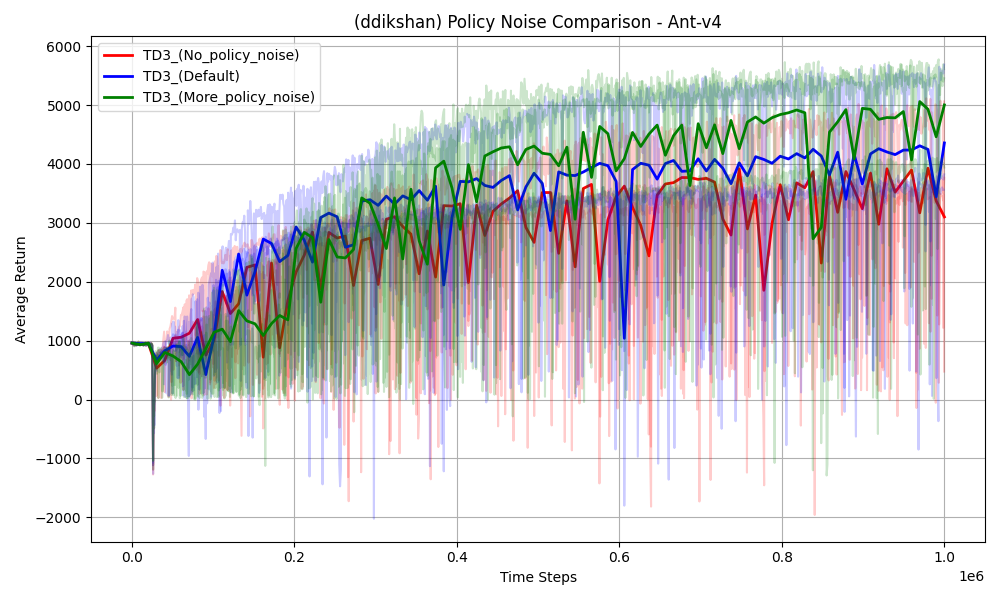 (ddikshan) Policy Noise Comparison - Ant-v4
TD3_(No_policy_noise)
TD3_(Default)
TD3_(More_policy_noise)
Average Return
6000
5000
4000
3000
2000
1000
0
−1000
−2000
0.0 0.2 0.4 0.6 0.8 1.0
1e6
Time Steps